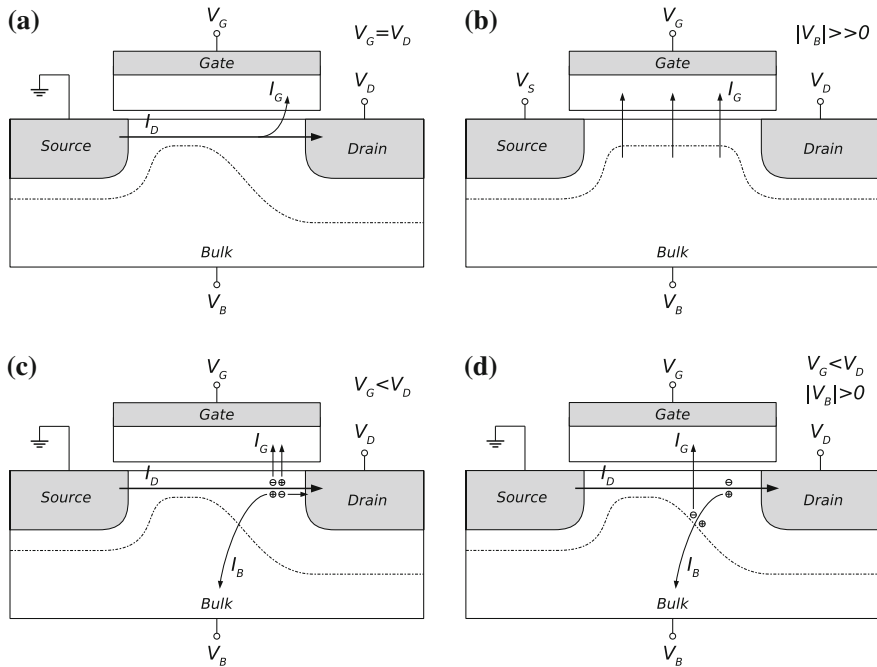 (a)
V_G
V_G=V_D
Gate
I_G
V_D
I_D
Source
Drain
Bulk
V_B
(b)
V_G
|V_B|>>0
Gate
V_S
I_G
V_D
Source
Drain
Bulk
V_B
(c)
V_G
V_G<V_D
Gate
I_G
V_D
I_D
⊖⊕
⊕⊖
Source
Drain
I_B
Bulk
V_B
(d)
V_G
V_G<V_D
|V_B|>0
Gate
I_G
V_D
I_D
⊖
⊕
Source
Drain
⊖
⊕
I_B
Bulk
V_B